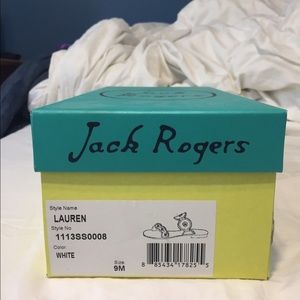 Jack Rogers
Style Name
LAUREN
Style No
1113SS0008
Color
WHITE
Size
9M
8 85434 17825 5